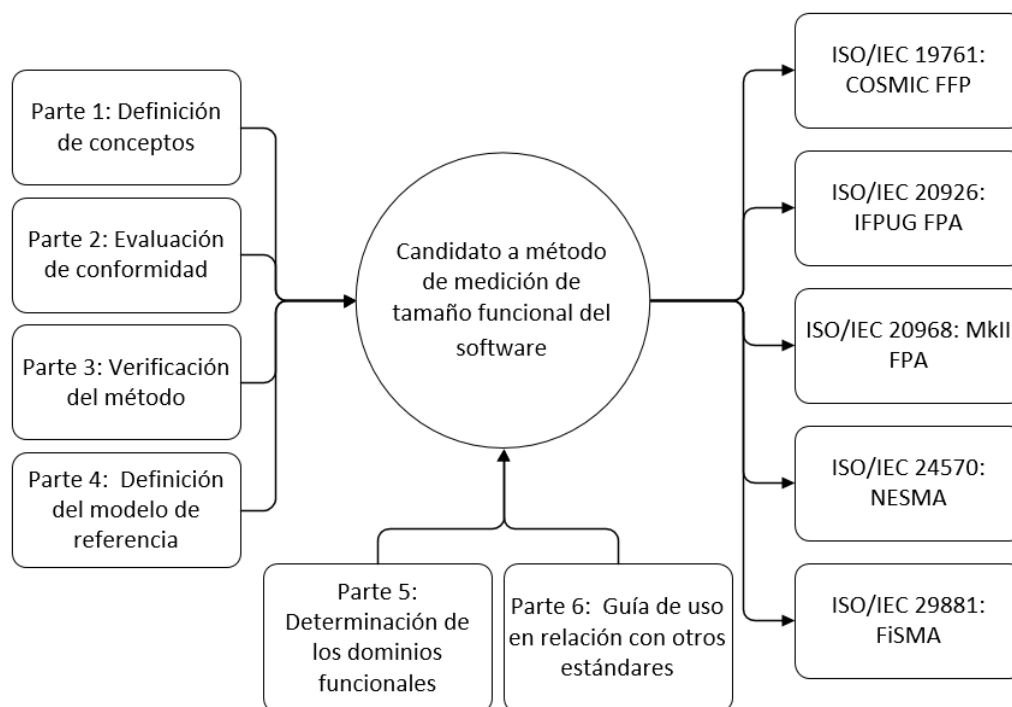 Parte 1: Definición
de conceptos
Parte 2: Evaluación
de conformidad
Parte 3: Verificación
del método
Parte 4:  Definición
del modelo de
referencia
Candidato a método
de medición de
tamaño funcional del
software
Parte 5:
Determinación de
los dominios
funcionales
Parte 6:  Guía de uso
en relación con otros
estándares
ISO/IEC 19761:
COSMIC FFP
ISO/IEC 20926:
IFPUG FPA
ISO/IEC 20968: MkII
FPA
ISO/IEC 24570:
NESMA
ISO/IEC 29881:
FiSMA